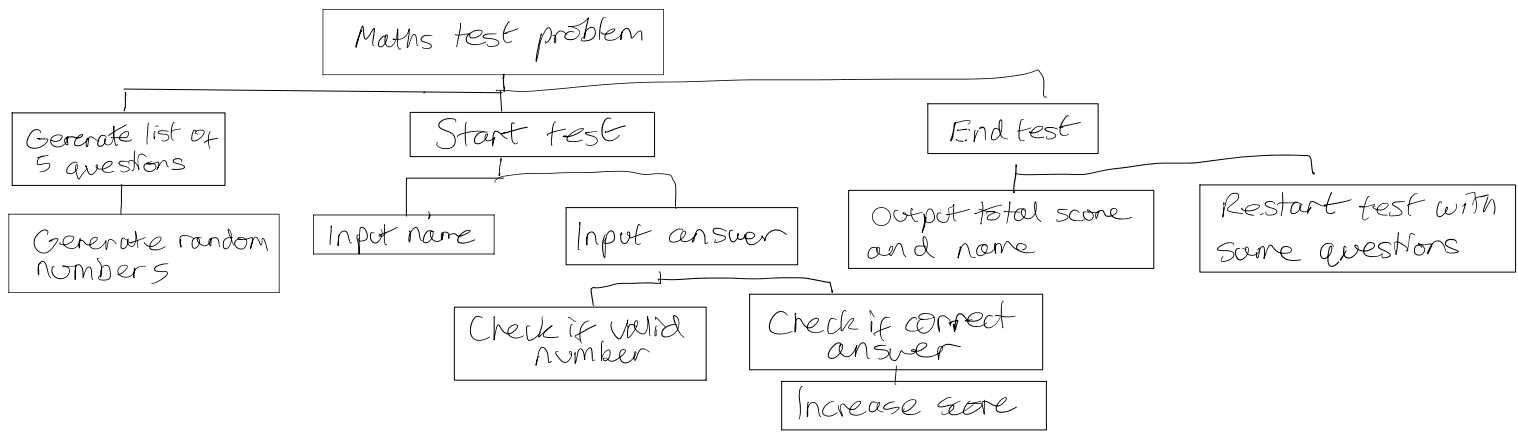 Maths test problem
Generate list of
5 questions
Start test
End test
Generate random
numbers
Input name
Input answer
Output total score
and name
Restart test with
same questions
Check if valid
number
Check if correct
answer
Increase score